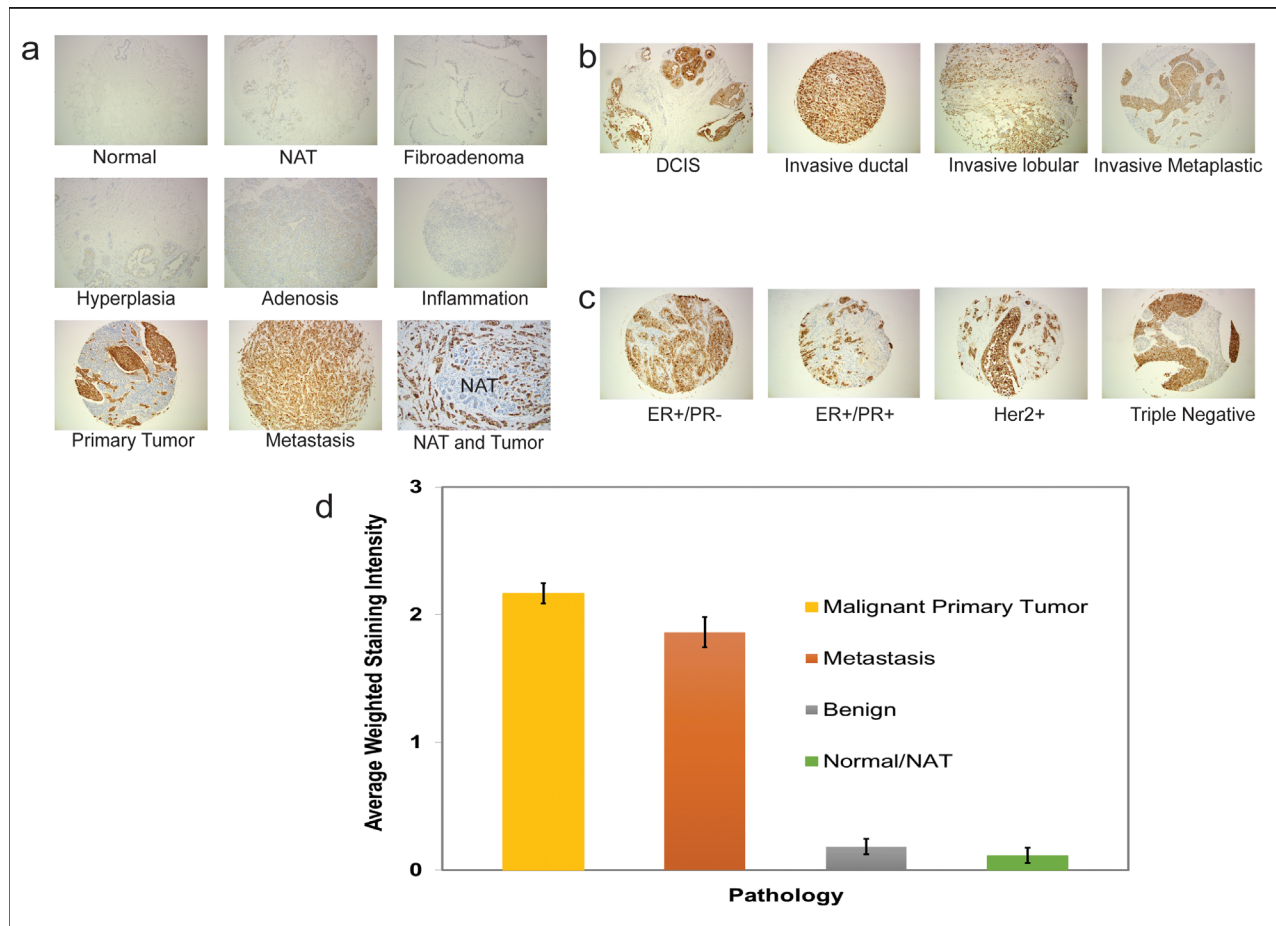 a
Normal
NAT
Fibroadenoma
Hyperplasia
Adenosis
Inflammation
NAT
Primary Tumor
Metastasis
NAT and Tumor
b
DCIS
Invasive ductal
Invasive lobular
Invasive Metaplastic
c
ER+/PR-
ER+/PR+
Her2+
Triple Negative
d
Average Weighted Staining Intensity
3
2
1
0
Malignant Primary Tumor
Metastasis
Benign
Normal/NAT
Pathology